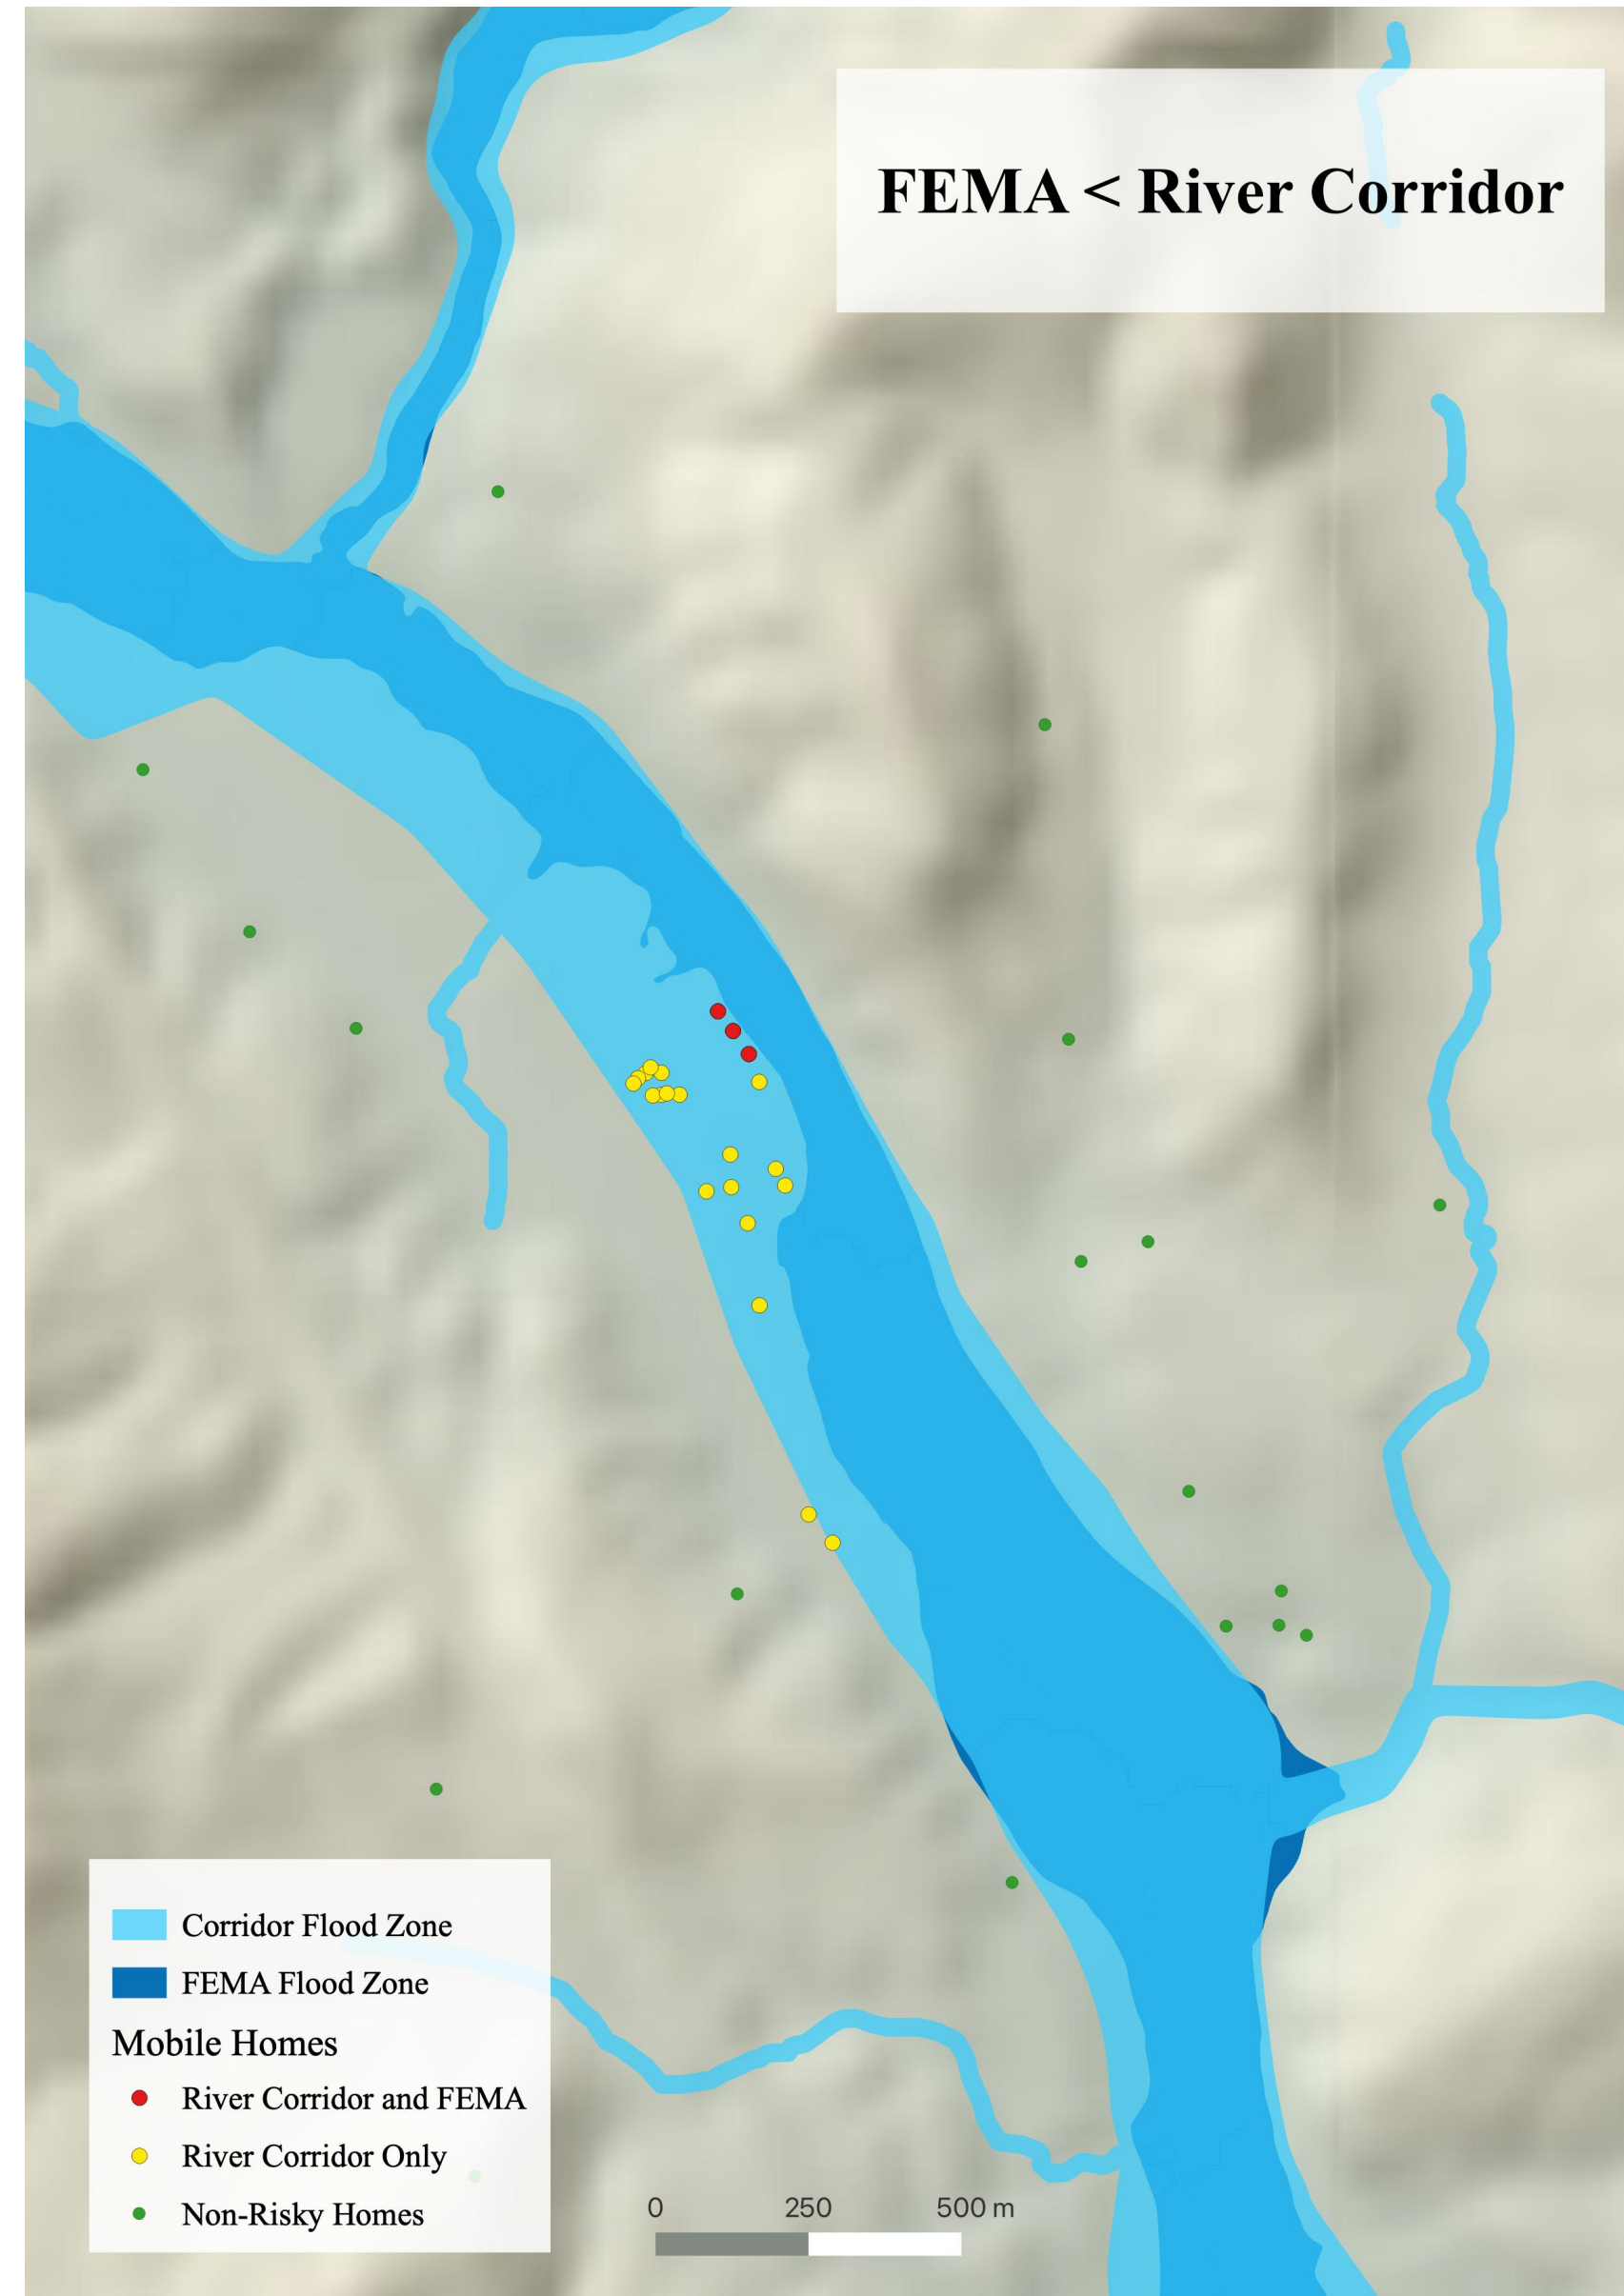 FEMA < River Corridor
Corridor Flood Zone
FEMA Flood Zone
Mobile Homes
River Corridor and FEMA
River Corridor Only
Non-Risky Homes
0 250 500 m